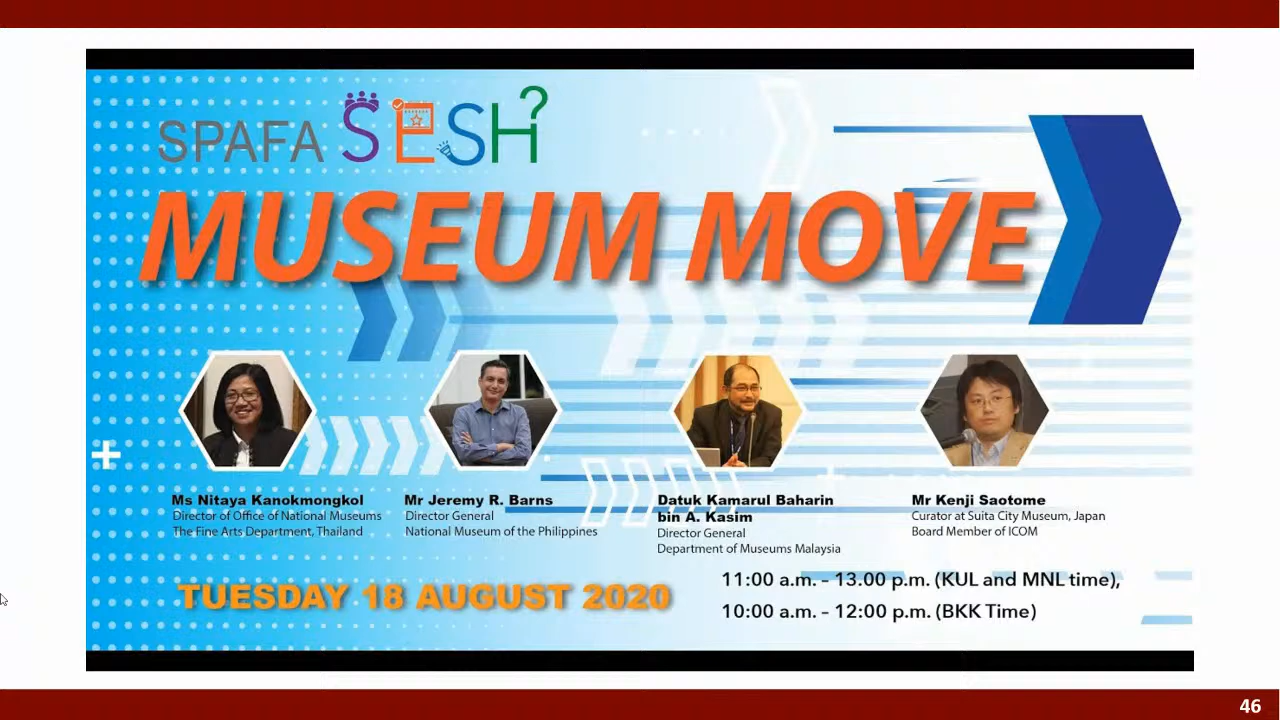 SPAFA SESH?
MUSEUM MOVE
Ms Nitaya Kanokmongkol
Director of Office of National Museums
The Fine Arts Department, Thailand
Mr Jeremy R. Barns
Director General
National Museum of the Philippines
Datuk Kamarul Baharin
bin A. Kasim
Director General
Department of Museums Malaysia
Mr Kenji Saotome
Curator at Suita City Museum, Japan
Board Member of ICOM
TUESDAY 18 AUGUST 2020
11:00 a.m. – 13.00 p.m. (KUL and MNL time),
10:00 a.m. – 12:00 p.m. (BKK Time)
46